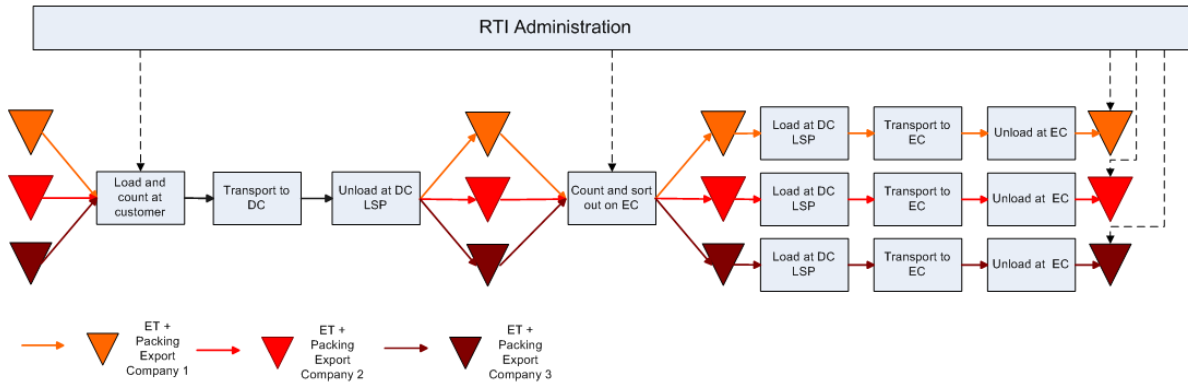 RTI Administration
Load and
count at
customer
Transport to
DC
Unload at DC
LSP
Count and sort
out on EC
Load at DC
LSP
Transport to
EC
Unload at EC
Load at DC
LSP
Transport to
EC
Unload at  EC
Load at DC
LSP
Transport to
EC
Unload at  EC
ET +
Packing
Export
Company 1
ET +
Packing
Export
Company 2
ET +
Packing
Export
Company 3